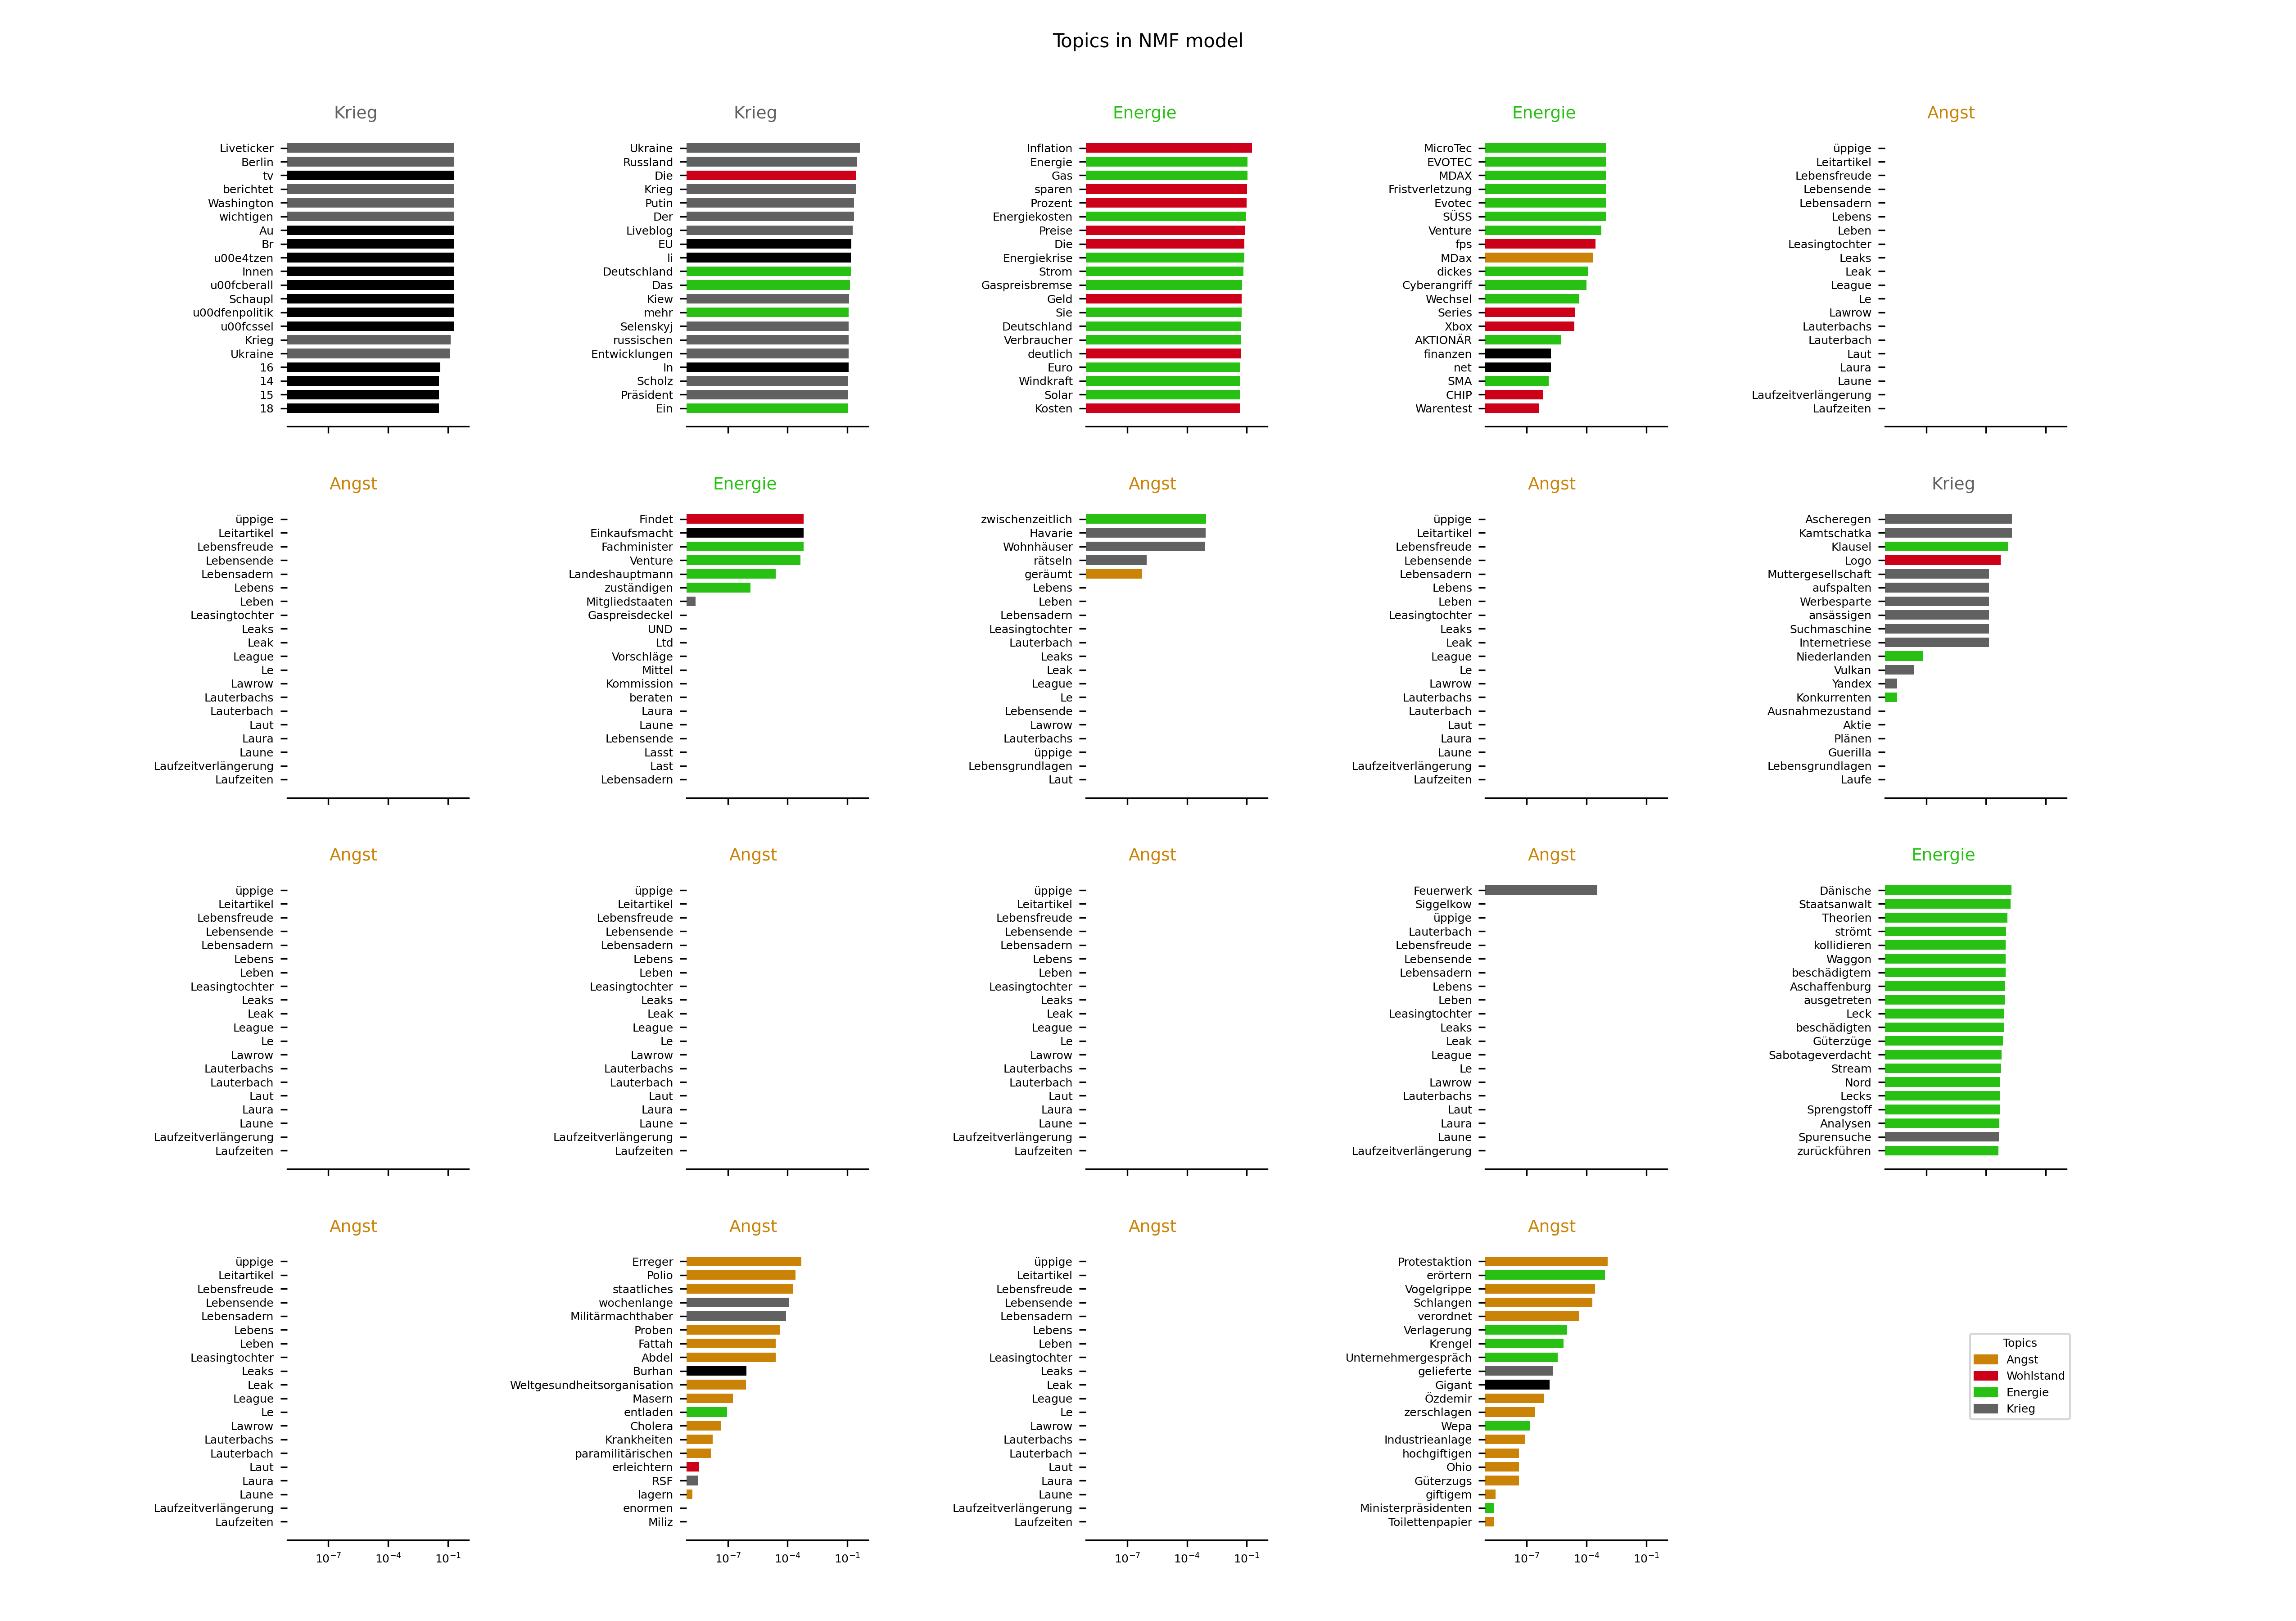 Topics in NMF model
Krieg
Liveticker
Berlin
tv
berichtet
Washington
wichtigen
Au
Br
u00e4tzen
Innen
u00fcberall
Schaupl
u00dfenpolitik
u00fcssel
Krieg
Ukraine
16
14
15
18
Krieg
Ukraine
Russland
Die
Krieg
Putin
Der
Liveblog
EU
li
Deutschland
Das
Kiew
mehr
Selenskyj
russischen
Entwicklungen
In
Scholz
Präsident
Ein
Energie
Inflation
Energie
Gas
sparen
Prozent
Energiekosten
Preise
Die
Energiekrise
Strom
Gaspreisbremse
Geld
Sie
Deutschland
Verbraucher
deutlich
Euro
Windkraft
Solar
Kosten
Energie
MicroTec
EVOTEC
MDAX
Fristverletzung
Evotec
SÜSS
Venture
fps
MDax
dickes
Cyberangriff
Wechsel
Series
Xbox
AKTIONÄR
finanzen
net
SMA
CHIP
Warentest
Angst
üppige
Leitartikel
Lebensfreude
Lebensende
Lebensadern
Lebens
Leben
Leasingtochter
Leaks
Leak
League
Le
Lawrow
Lauterbachs
Lauterbach
Laut
Laura
Laune
Laufzeitverlängerung
Laufzeiten
Angst
üppige
Leitartikel
Lebensfreude
Lebensende
Lebensadern
Lebens
Leben
Leasingtochter
Leaks
Leak
League
Le
Lawrow
Lauterbachs
Lauterbach
Laut
Laura
Laune
Laufzeitverlängerung
Laufzeiten
Energie
Findet
Einkaufsmacht
Fachminister
Venture
Landeshauptmann
zuständigen
Mitgliedstaaten
Gaspreisdeckel
UND
Ltd
Vorschläge
Mittel
Kommission
beraten
Laura
Laune
Lebensende
Lasst
Last
Lebensadern
Angst
zwischenzeitlich
Havarie
Wohnhäuser
rätseln
geräumt
Lebens
Leben
Lebensadern
Leasingtochter
Lauterbach
Leaks
Leak
League
Le
Lebensende
Lawrow
Lauterbachs
üppige
Lebensgrundlagen
Laut
Angst
üppige
Leitartikel
Lebensfreude
Lebensende
Lebensadern
Lebens
Leben
Leasingtochter
Leaks
Leak
League
Le
Lawrow
Lauterbachs
Lauterbach
Laut
Laura
Laune
Laufzeitverlängerung
Laufzeiten
Krieg
Ascheregen
Kamtschatka
Klausel
Logo
Muttergesellschaft
aufspalten
Werbesparte
ansässigen
Suchmaschine
Internetriese
Niederlanden
Vulkan
Yandex
Konkurrenten
Ausnahmezustand
Aktie
Plänen
Guerilla
Lebensgrundlagen
Laufe
Angst
üppige
Leitartikel
Lebensfreude
Lebensende
Lebensadern
Lebens
Leben
Leasingtochter
Leaks
Leak
League
Le
Lawrow
Lauterbachs
Lauterbach
Laut
Laura
Laune
Laufzeitverlängerung
Laufzeiten
Angst
üppige
Leitartikel
Lebensfreude
Lebensende
Lebensadern
Lebens
Leben
Leasingtochter
Leaks
Leak
League
Le
Lawrow
Lauterbachs
Lauterbach
Laut
Laura
Laune
Laufzeitverlängerung
Laufzeiten
Angst
üppige
Leitartikel
Lebensfreude
Lebensende
Lebensadern
Lebens
Leben
Leasingtochter
Leaks
Leak
League
Le
Lawrow
Lauterbachs
Lauterbach
Laut
Laura
Laune
Laufzeitverlängerung
Laufzeiten
Angst
Feuerwerk
Siggelkow
üppige
Lauterbach
Lebensfreude
Lebensende
Lebensadern
Lebens
Leben
Leasingtochter
Leaks
Leak
League
Le
Lawrow
Lauterbachs
Laut
Laura
Laune
Laufzeitverlängerung
Energie
Dänische
Staatsanwalt
Theorien
strömt
kollidieren
Waggon
beschädigtem
Aschaffenburg
ausgetreten
Leck
beschädigten
Güterzüge
Sabotageverdacht
Stream
Nord
Lecks
Sprengstoff
Analysen
Spurensuche
zurückführen
Angst
üppige
Leitartikel
Lebensfreude
Lebensende
Lebensadern
Lebens
Leben
Leasingtochter
Leaks
Leak
League
Le
Lawrow
Lauterbachs
Lauterbach
Laut
Laura
Laune
Laufzeitverlängerung
Laufzeiten
10⁻⁷ 10⁻⁴ 10⁻¹
Angst
Erreger
Polio
staatliches
wochenlange
Militärmachthaber
Proben
Fattah
Abdel
Burhan
Weltgesundheitsorganisation
Masern
entladen
Cholera
Krankheiten
paramilitärischen
erleichtern
RSF
lagern
enormen
Miliz
10⁻⁷ 10⁻⁴ 10⁻¹
Angst
üppige
Leitartikel
Lebensfreude
Lebensende
Lebensadern
Lebens
Leben
Leasingtochter
Leaks
Leak
League
Le
Lawrow
Lauterbachs
Lauterbach
Laut
Laura
Laune
Laufzeitverlängerung
Laufzeiten
10⁻⁷ 10⁻⁴ 10⁻¹
Angst
Protestaktion
erörtern
Vogelgrippe
Schlangen
verordnet
Verlagerung
Krengel
Unternehmergespräch
gelieferte
Gigant
Özdemir
zerschlagen
Wepa
Industrieanlage
hochgiftigen
Ohio
Güterzugs
giftigem
Ministerpräsidenten
Toilettenpapier
10⁻⁷ 10⁻⁴ 10⁻¹
Topics
Angst
Wohlstand
Energie
Krieg